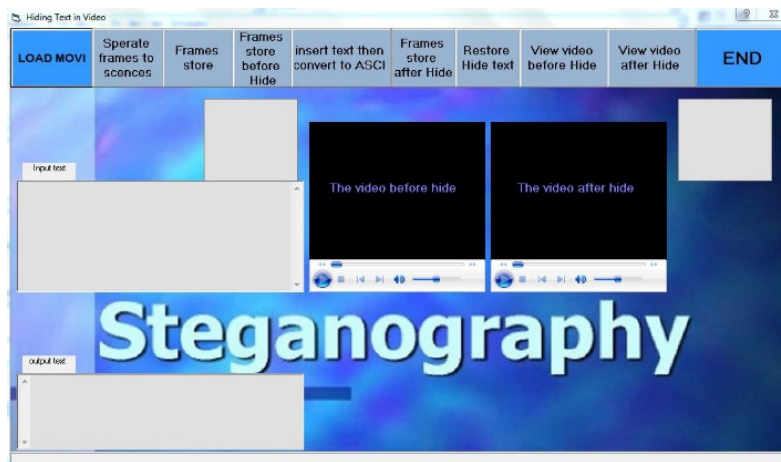 Hiding Text in Video
LOAD MOVI
Sperate
frames to
scences
Frames
store
Frames
store
before
Hide
insert text then
convert to ASCI
Frames
store
after Hide
Restore
Hide text
View video
before Hide
View video
after Hide
END
Input text
The video before hide
The video after hide
Steganography
output text